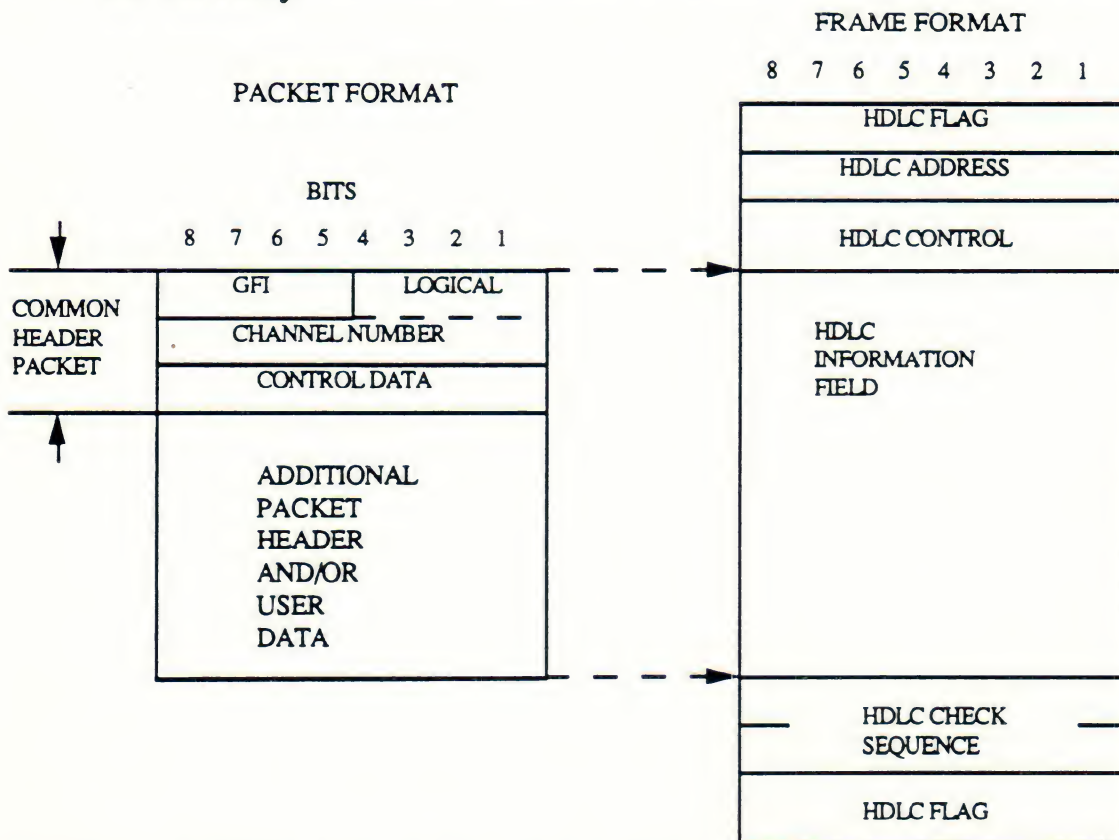 FRAME FORMAT
8 7 6 5 4 3 2 1
PACKET FORMAT
HDLC FLAG
HDLC ADDRESS
BITS
HDLC CONTROL
8 7 6 5 4 3 2 1
GFI LOGICAL
COMMON
HEADER
PACKET
CHANNEL NUMBER
CONTROL DATA
HDLC
INFORMATION
FIELD
ADDITIONAL
PACKET
HEADER
AND/OR
USER
DATA
HDLC CHECK
SEQUENCE
HDLC FLAG